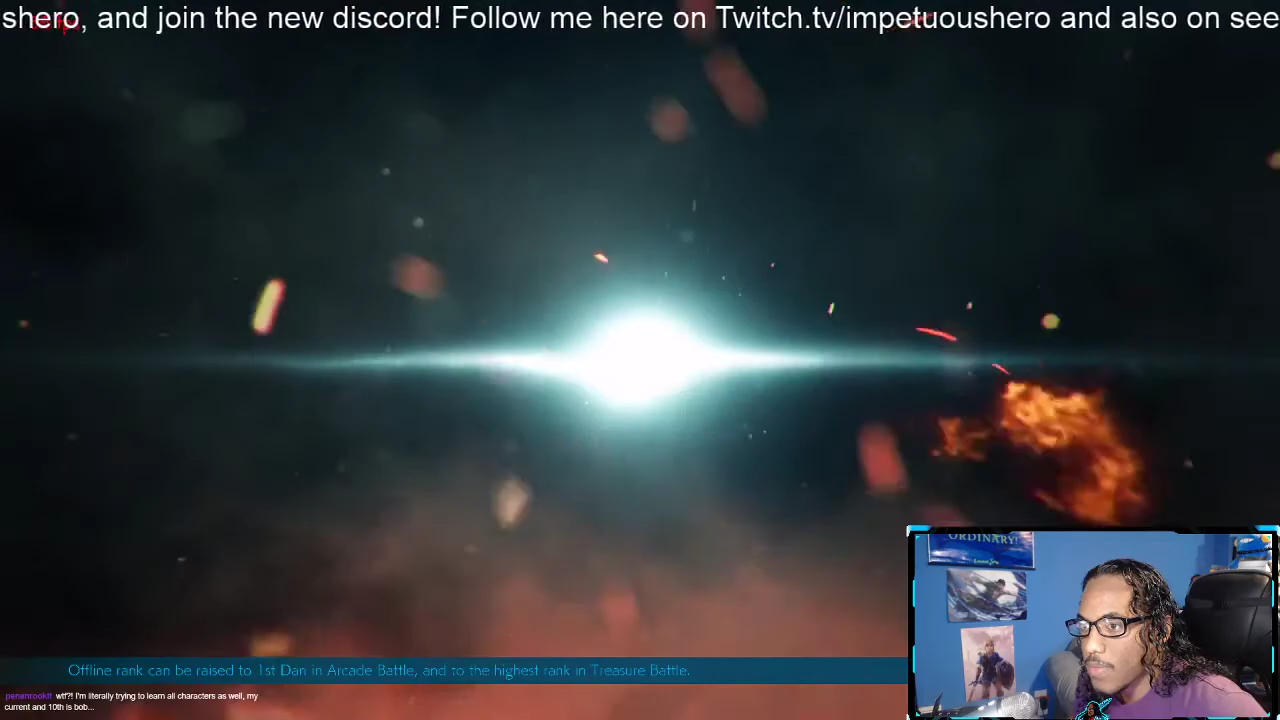 shero, and join the new discord! Follow me here on Twitch.tv/impetuoushero and also on see
ORDINARY!
Offline rank can be raised to 1st Dan in Arcade Battle, and to the highest rank in Treasure Battle.
wtf?! I'm literally trying to learn all characters as well, my
current and 10th is bob...